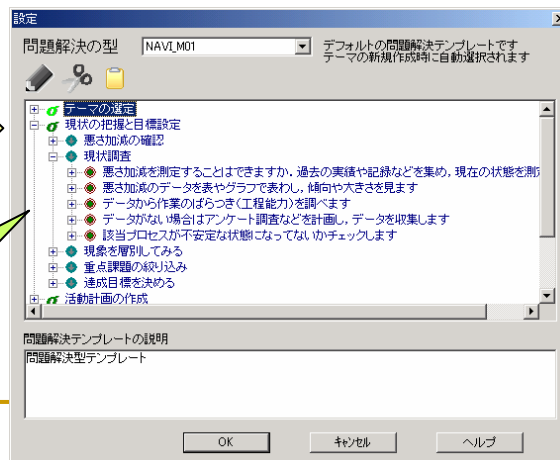 設定
問題解決の型 NAVI_M01 デフォルトの問題解決テンプレートです
テーマの新規作成時に自動選択されます
テーマの選定
現状の把握と目標設定
悪さ加減の確認
現状調査
悪さ加減を測定することはできますか．過去の実績や記録などを集め，現在の状態を測
悪さ加減のデータを表やグラフで表わし，傾向や大きさを見ます
データから作業のばらつき(工程能力)を調べます
データがない場合はアンケート調査などを計画し，データを収集します
該当プロセスが不安定な状態になってないかチェックします
現象を層別してみる
重点課題の絞り込み
達成目標を決める
活動計画の作成
問題解決テンプレートの説明
問題解決型テンプレート
OK キャンセル ヘルプ